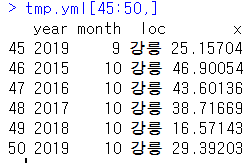 > tmp.yml[45:50,]
year month loc x
45 2019 9 강릉 25.15704
46 2015 10 강릉 46.90054
47 2016 10 강릉 43.60136
48 2017 10 강릉 38.71669
49 2018 10 강릉 16.57143
50 2019 10 강릉 29.39203